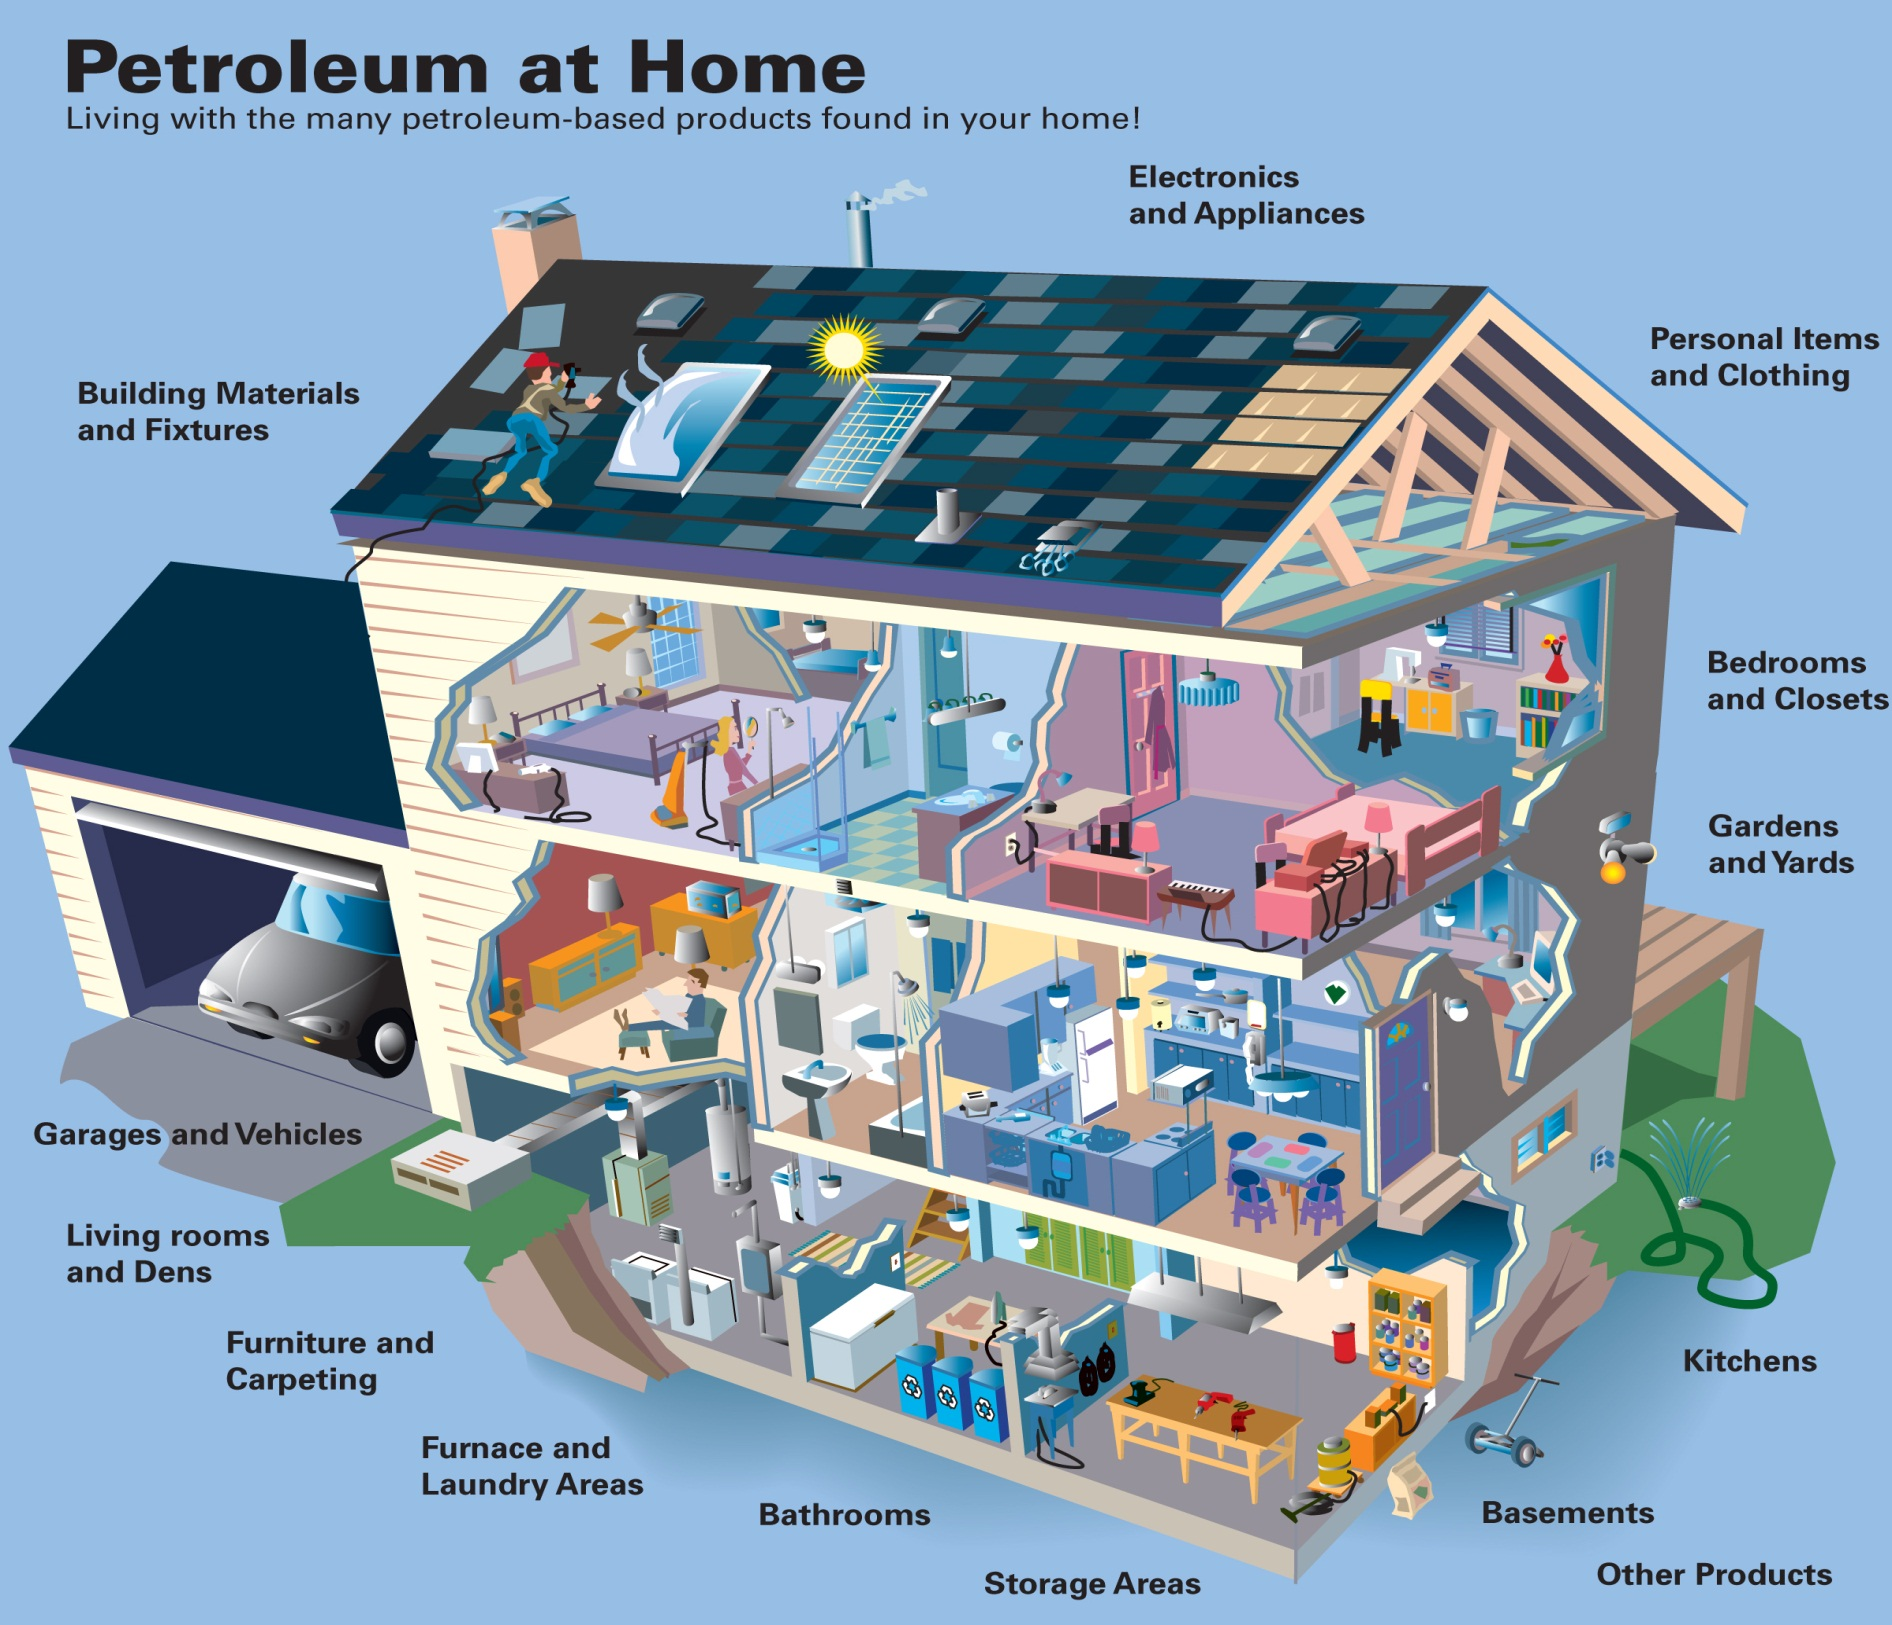 Petroleum at Home
Living with the many petroleum-based products found in your home!
Electronics
and Appliances
Personal Items
and Clothing
Building Materials
and Fixtures
Bedrooms
and Closets
Gardens
and Yards
Garages and Vehicles
Living rooms
and Dens
Furniture and
Carpeting
Kitchens
Furnace and
Laundry Areas
Bathrooms
Basements
Storage Areas
Other Products